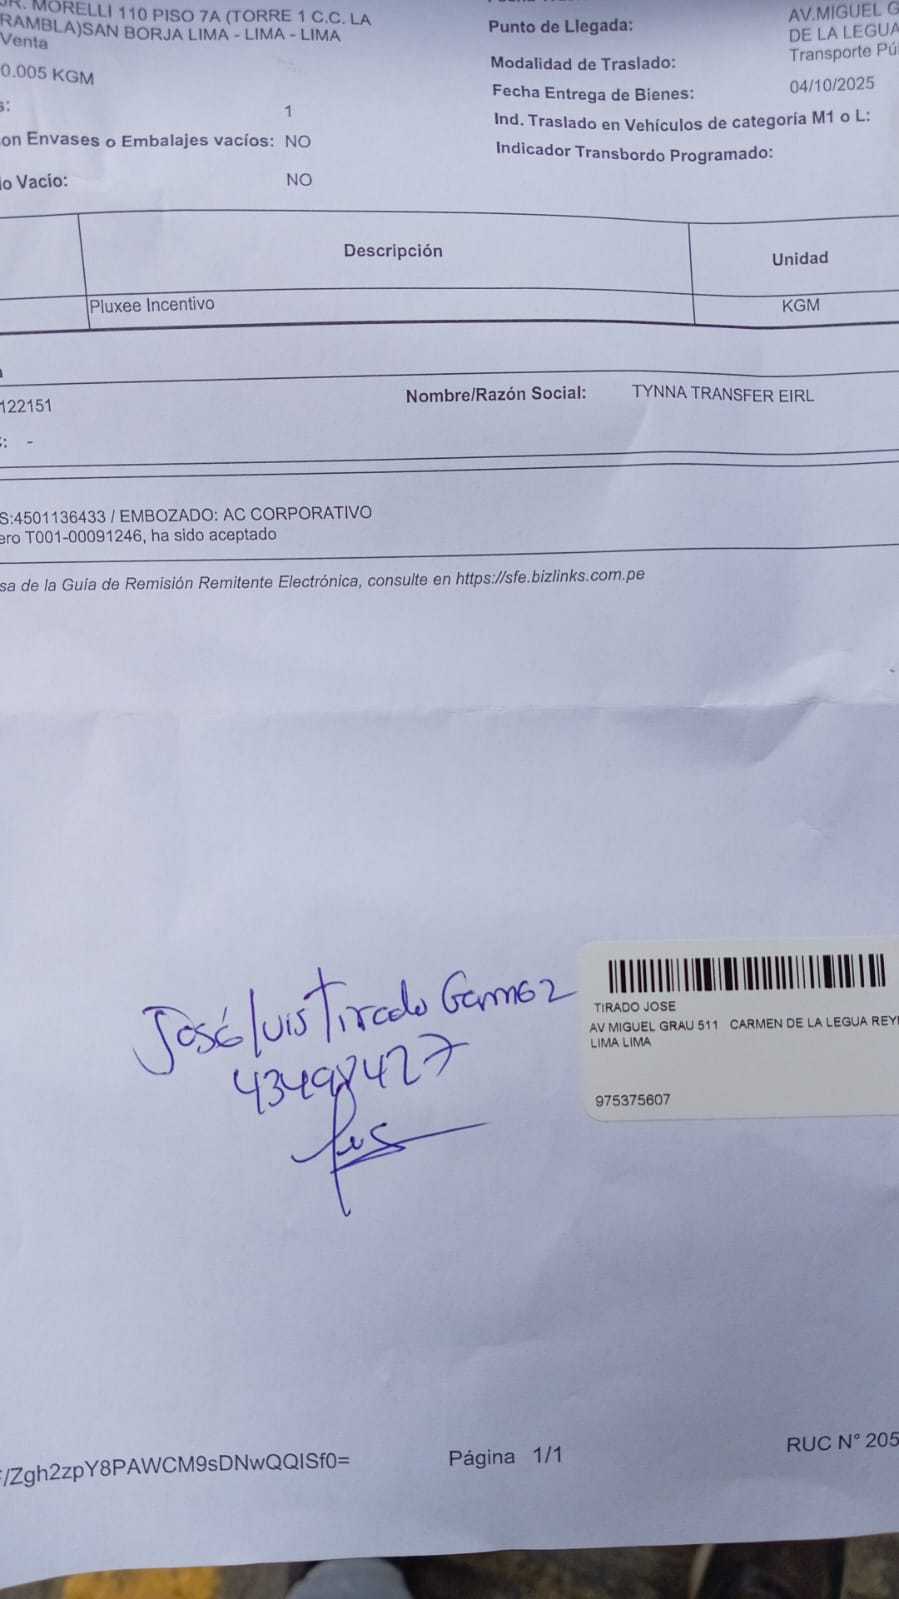 JR. MORELLI 110 PISO 7A (TORRE 1 C.C. LA
RAMBLA)SAN BORJA LIMA - LIMA - LIMA
Venta
0.005 KGM
1
on Envases o Embalajes vacíos: NO
io Vacío: NO
Punto de Llegada: AV.MIGUEL G
DE LA LEGUA
Modalidad de Traslado: Transporte Pú
Fecha Entrega de Bienes: 04/10/2025
Ind. Traslado en Vehículos de categoría M1 o L:
Indicador Transbordo Programado:
Descripción Unidad
Pluxee Incentivo KGM
122151 Nombre/Razón Social: TYNNA TRANSFER EIRL
: -
S:4501136433 / EMBOZADO: AC CORPORATIVO
ero T001-00091246, ha sido aceptado
sa de la Guía de Remisión Remitente Electrónica, consulte en https://sfe.bizlinks.com.pe
José Luis Tirado Gamez
43498427
TIRADO JOSE
AV MIGUEL GRAU 511 CARMEN DE LA LEGUA REY
LIMA LIMA
975375607
/Zgh2zpY8PAWCM9sDNwQQISf0= Página 1/1 RUC N° 205